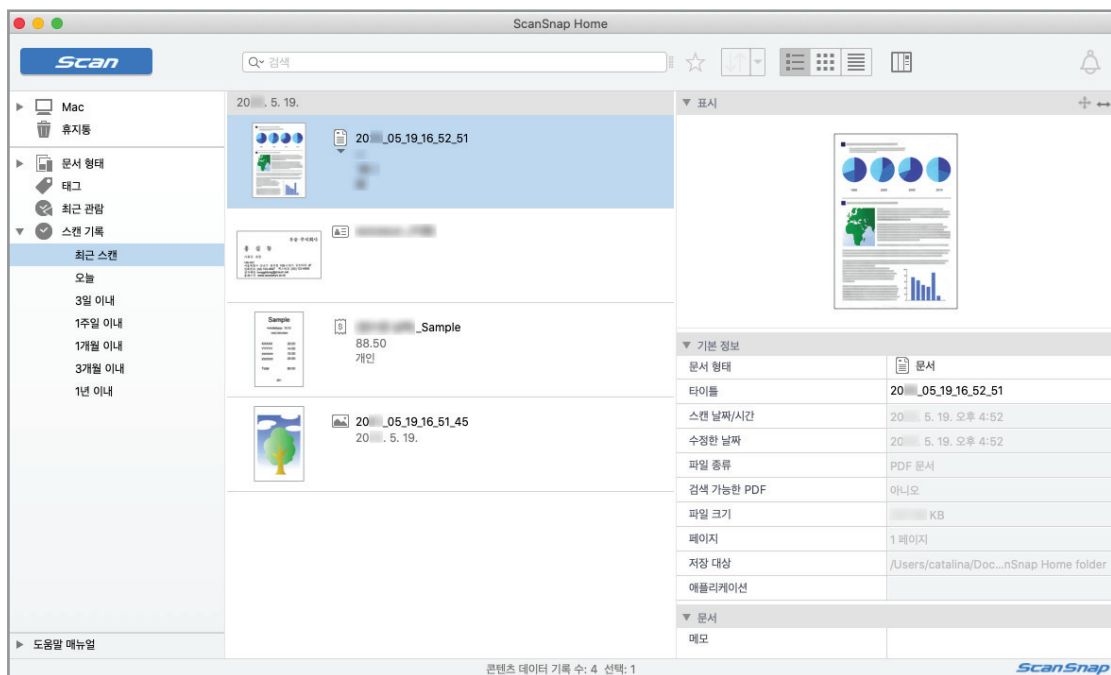 ScanSnap Home
Scan
검색
Mac
휴지통
문서 형태
태그
최근 관람
스캔 기록
최근 스캔
오늘
3일 이내
1주일 이내
1개월 이내
3개월 이내
1년 이내
도움말 매뉴얼
20 . 5. 19.
20 _05_19_16_52_51
_Sample
88.50
개인
Sample
20 _05_19_16_51_45
20 . 5. 19.
표시
기본 정보
문서 형태 문서
타이틀 20 _05_19_16_52_51
스캔 날짜/시간 20 . 5. 19. 오후 4:52
수정한 날짜 20 . 5. 19. 오후 4:52
파일 종류 PDF 문서
검색 가능한 PDF 아니오
파일 크기 KB
페이지 1 페이지
저장 대상 /Users/catalina/Doc...nSnap Home folder
애플리케이션
문서
메모
콘텐츠 데이터 기록 수: 4 선택: 1
ScanSnap